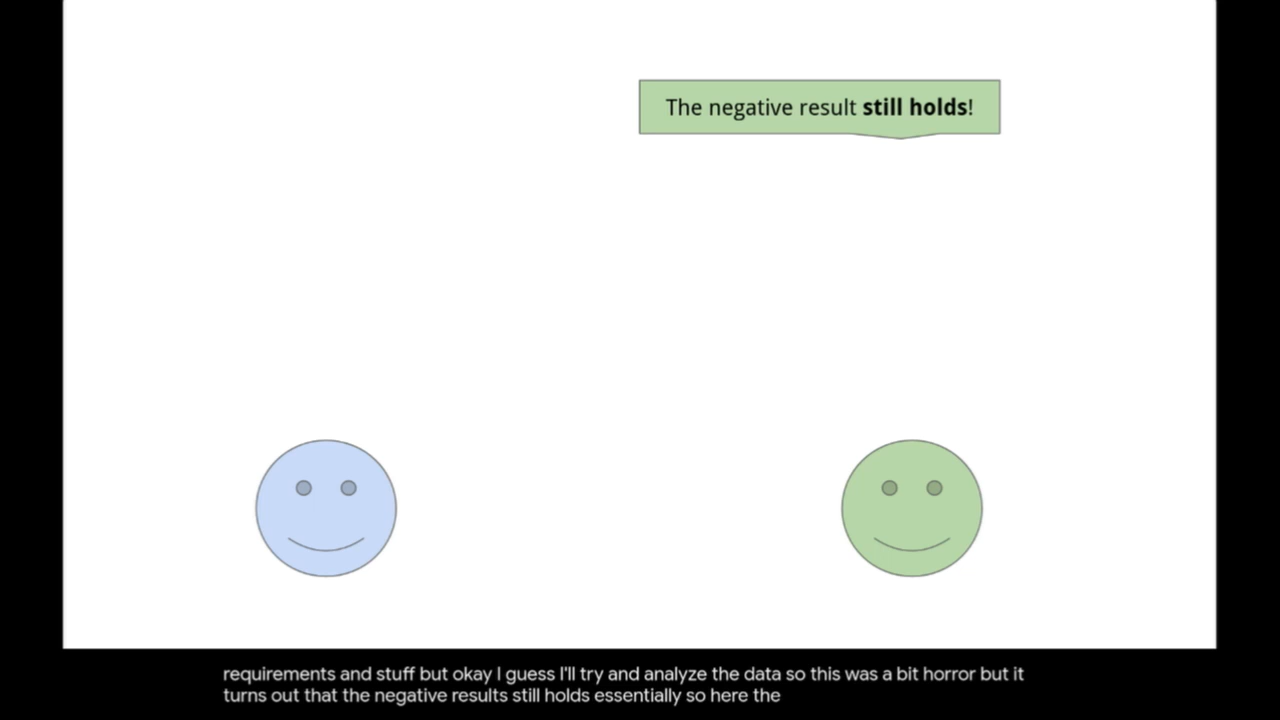 The negative result still holds!
requirements and stuff but okay I guess I'll try and analyze the data so this was a bit horror but it
turns out that the negative results still holds essentially so here the